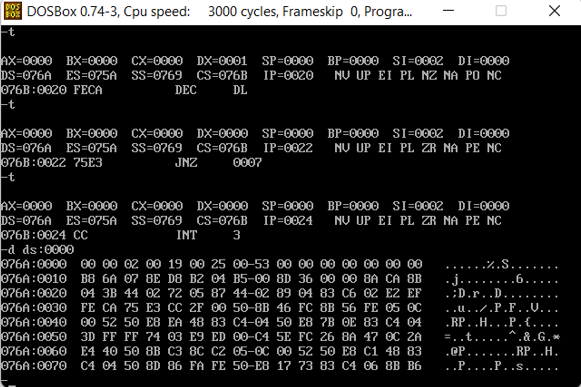 DOSBox 0.74-3, Cpu speed: 3000 cycles, Frameskip 0, Progra...
-t
AX=0000 BX=0000 CX=0000 DX=0001 SP=0000 BP=0000 SI=0002 DI=0000
DS=076A ES=075A SS=0769 CS=076B IP=0020 NV UP EI PL NZ NA PO NC
076B:0020 FECA DEC DL
-t
AX=0000 BX=0000 CX=0000 DX=0000 SP=0000 BP=0000 SI=0002 DI=0000
DS=076A ES=075A SS=0769 CS=076B IP=0022 NV UP EI PL ZR NA PE NC
076B:0022 75E3 JNZ 0007
-t
AX=0000 BX=0000 CX=0000 DX=0000 SP=0000 BP=0000 SI=0002 DI=0000
DS=076A ES=075A SS=0769 CS=076B IP=0024 NV UP EI PL ZR NA PE NC
076B:0024 CC INT 3
-d ds:0000
076A:0000 00 00 02 00 19 00 25 00-53 00 00 00 00 00 00 00 ......%.S.......
076A:0010 B8 6A 07 8E D8 B2 04 B5-00 8D 36 00 00 8A CA 8B .j........6.....
076A:0020 04 3B 44 02 72 05 87 44-02 89 04 83 C6 02 E2 EF .;D.r..D........
076A:0030 FE CA 75 E3 CC 2F 00 50-8B 46 FC 8B 56 FE 05 0C ..u../.P.F..V...
076A:0040 00 52 50 E8 EA 48 83 C4-04 50 E8 7B 0E 83 C4 04 .RP..H...P.{....
076A:0050 3D FF FF 74 03 E9 ED 00-C4 5E FC 26 8A 47 0C 2A =..t.....^.&.G.*
076A:0060 E4 40 50 8B C3 8C C2 05-0C 00 52 50 E8 C1 48 83 .@P.......RP..H.
076A:0070 C4 04 50 8D 86 FA FE 50-E8 17 73 83 C4 06 8B B6 ..P....P..s.....
-